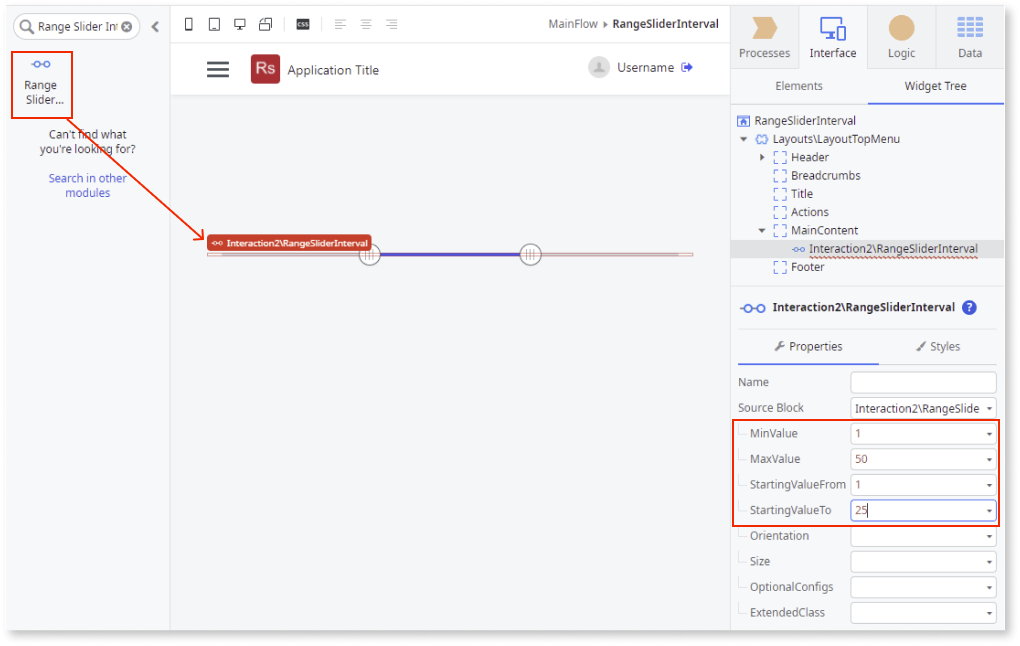 Range Slider Int
Range
Slider...
Can't find what
you're looking for?
Search in other
modules
CSS
MainFlow ▸ RangeSliderInterval
Rs Application Title
Username
Interaction2\RangeSliderInterval
Processes Interface Logic Data
Elements Widget Tree
RangeSliderInterval
Layouts\LayoutTopMenu
Header
Breadcrumbs
Title
Actions
MainContent
Interaction2\RangeSliderInterval
Footer
Interaction2\RangeSliderInterval ?
Properties Styles
Name
Source Block Interaction2\RangeSlide
MinValue 1
MaxValue 50
StartingValueFrom 1
StartingValueTo 25
Orientation
Size
OptionalConfigs
ExtendedClass